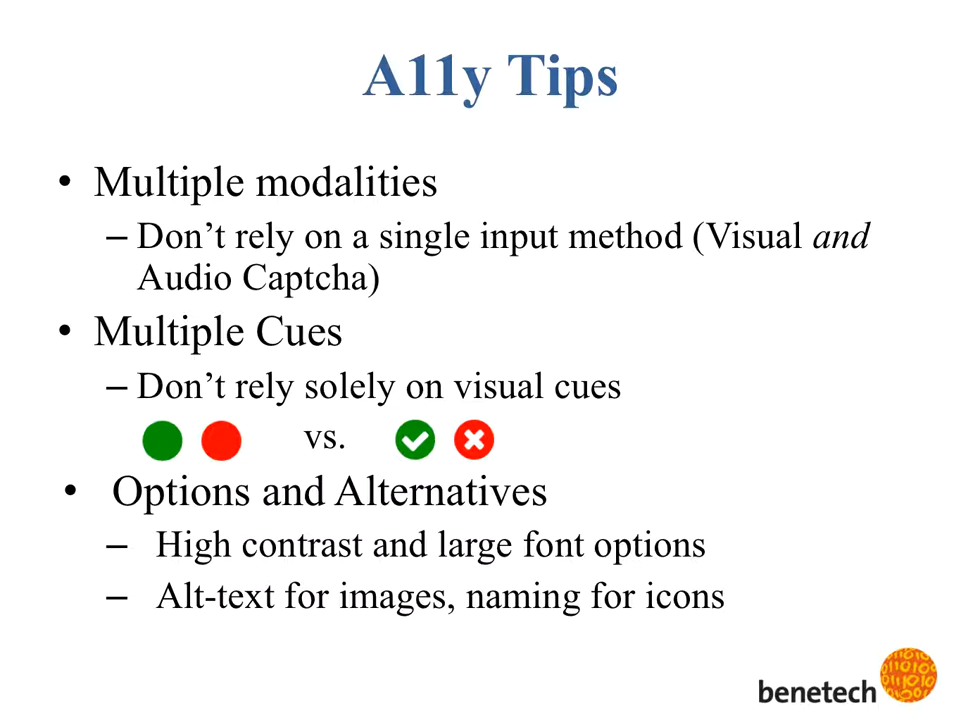 A11y Tips
• Multiple modalities
– Don’t rely on a single input method (Visual and
Audio Captcha)
• Multiple Cues
– Don’t rely solely on visual cues
vs.
• Options and Alternatives
– High contrast and large font options
– Alt-text for images, naming for icons
benetech